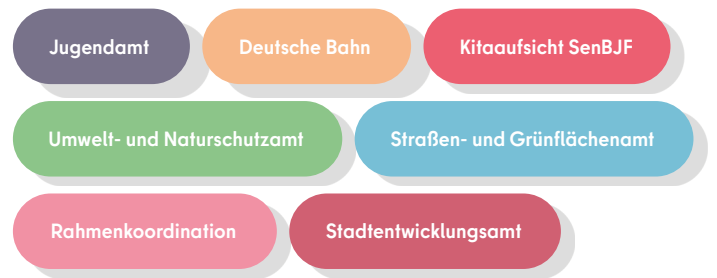 Jugendamt
Deutsche Bahn
Kitaaufsicht SenBJF
Umwelt- und Naturschutzamt
Straßen- und Grünflächenamt
Rahmenkoordination
Stadtentwicklungsamt